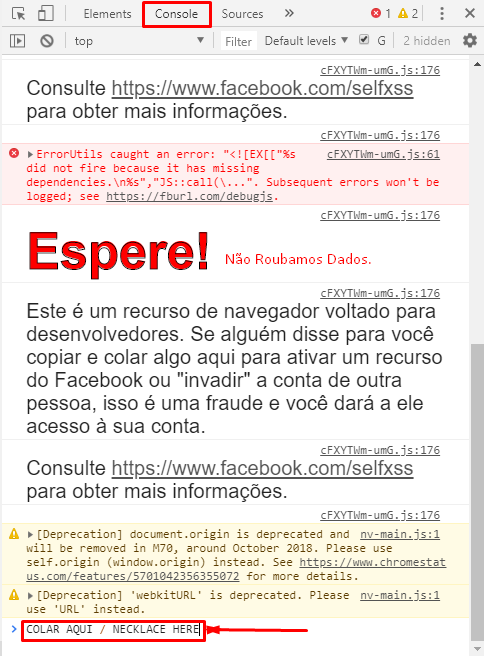 Elements Console Sources » 1 2
top Filter Default levels G 2 hidden
cFXYTWm-umG.js:176
Consulte https://www.facebook.com/selfxss
para obter mais informações.
cFXYTWm-umG.js:176
ErrorUtils caught an error: "<![EX[["%s cFXYTWm-umG.js:61
did not fire because it has missing
dependencies.\n%s","JS::call(\...". Subsequent errors won't be
logged; see https://fburl.com/debugjs.
cFXYTWm-umG.js:176
Espere! Não Roubamos Dados.
cFXYTWm-umG.js:176
Este é um recurso de navegador voltado para
desenvolvedores. Se alguém disse para você
copiar e colar algo aqui para ativar um recurso
do Facebook ou "invadir" a conta de outra
pessoa, isso é uma fraude e você dará a ele
acesso à sua conta.
cFXYTWm-umG.js:176
Consulte https://www.facebook.com/selfxss
para obter mais informações.
cFXYTWm-umG.js:176
[Deprecation] document.origin is deprecated and nv-main.js:1
will be removed in M70, around October 2018. Please use
self.origin (window.origin) instead. See https://www.chromestat
us.com/features/5701042356355072 for more details.
[Deprecation] 'webkitURL' is deprecated. Please nv-main.js:1
use 'URL' instead.
> COLAR AQUI / NECKLACE HERE